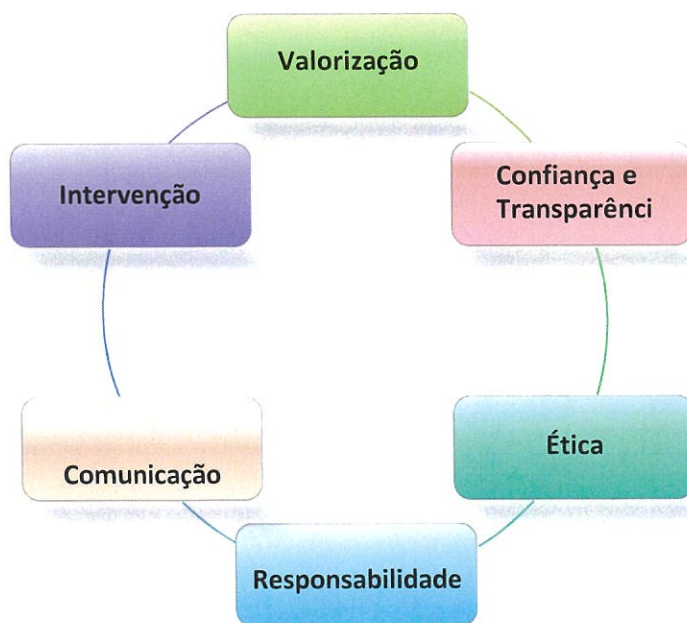 Valorização
Confiança e
Transparênci
Ética
Responsabilidade
Comunicação
Intervenção